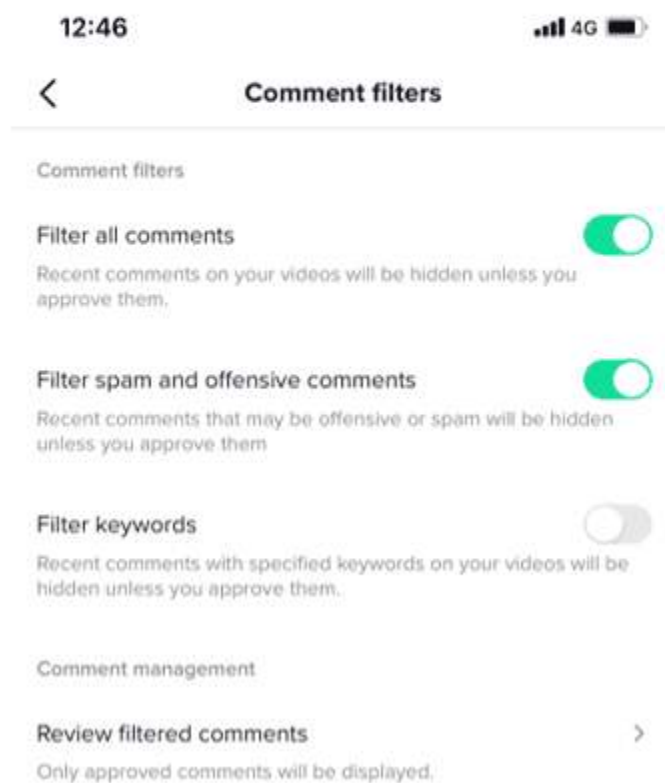 12:46
4G
Comment filters
Comment filters
Filter all comments
Recent comments on your videos will be hidden unless you
approve them.
Filter spam and offensive comments
Recent comments that may be offensive or spam will be hidden
unless you approve them
Filter keywords
Recent comments with specified keywords on your videos will be
hidden unless you approve them.
Comment management
Review filtered comments
Only approved comments will be displayed.